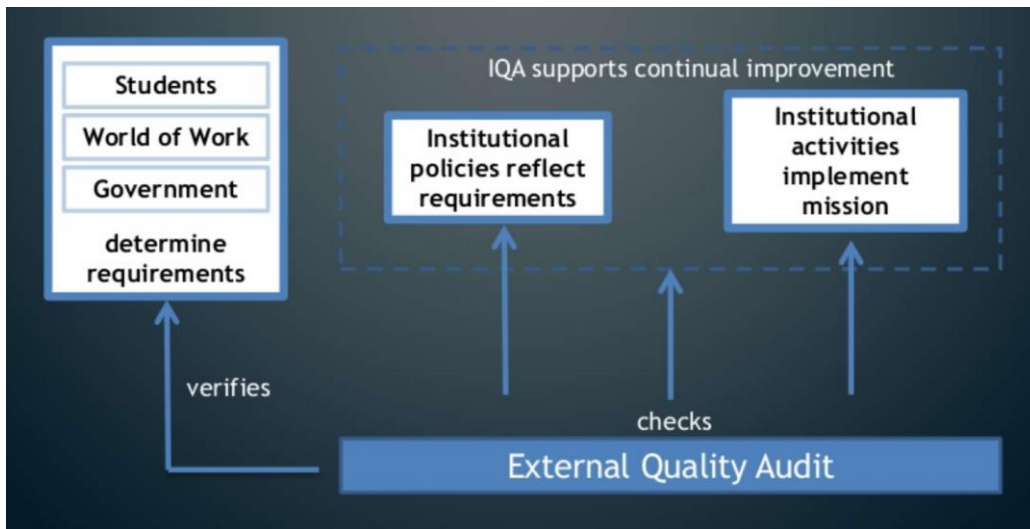 Students
World of Work
Government
determine
requirements
IQA supports continual improvement
Institutional
policies reflect
requirements
Institutional
activities
implement
mission
verifies
checks
External Quality Audit